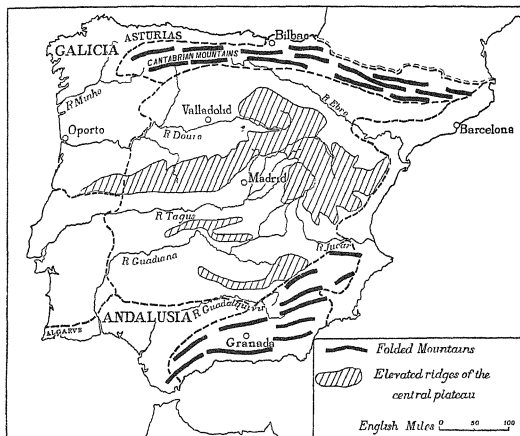 ASTURIAS
Bilbao
GALICIA
CANTABRIAN MOUNTAINS
R Minho
R Ebro
Valladolid
Oporto
R Douro
Barcelona
Madrid
R Tagus
R Jucar
R Guadiana
R Guadalquivir
ANDALUSIA
ALGARVE
Granada
Folded Mountains
Elevated ridges of the
central plateau
English Miles 0 50 100